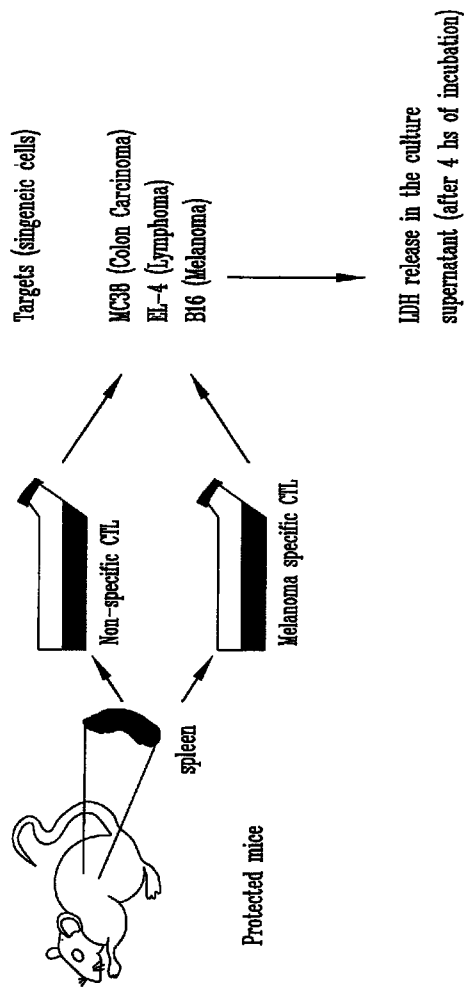 Protected mice
spleen
Non-specific CTL
Melanoma specific CTL
Targets (singeneic cells)
MC38 (Colon Carcinoma)
EL-4 (Lymphoma)
B16 (Melanoma)
LDH release in the culture
supernatant (after 4 hs of incubation)